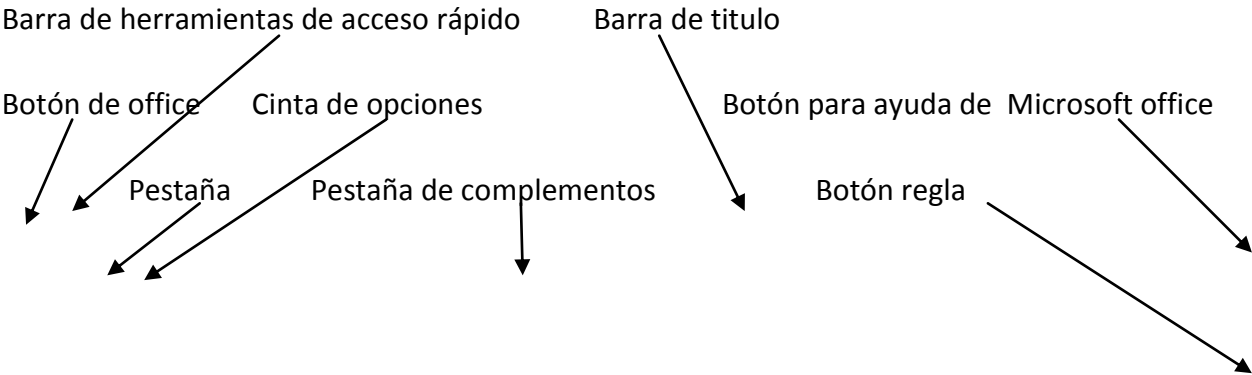 Barra de herramientas de acceso rápido Barra de titulo
Botón de office Cinta de opciones Botón para ayuda de Microsoft office
Pestaña Pestaña de complementos Botón regla